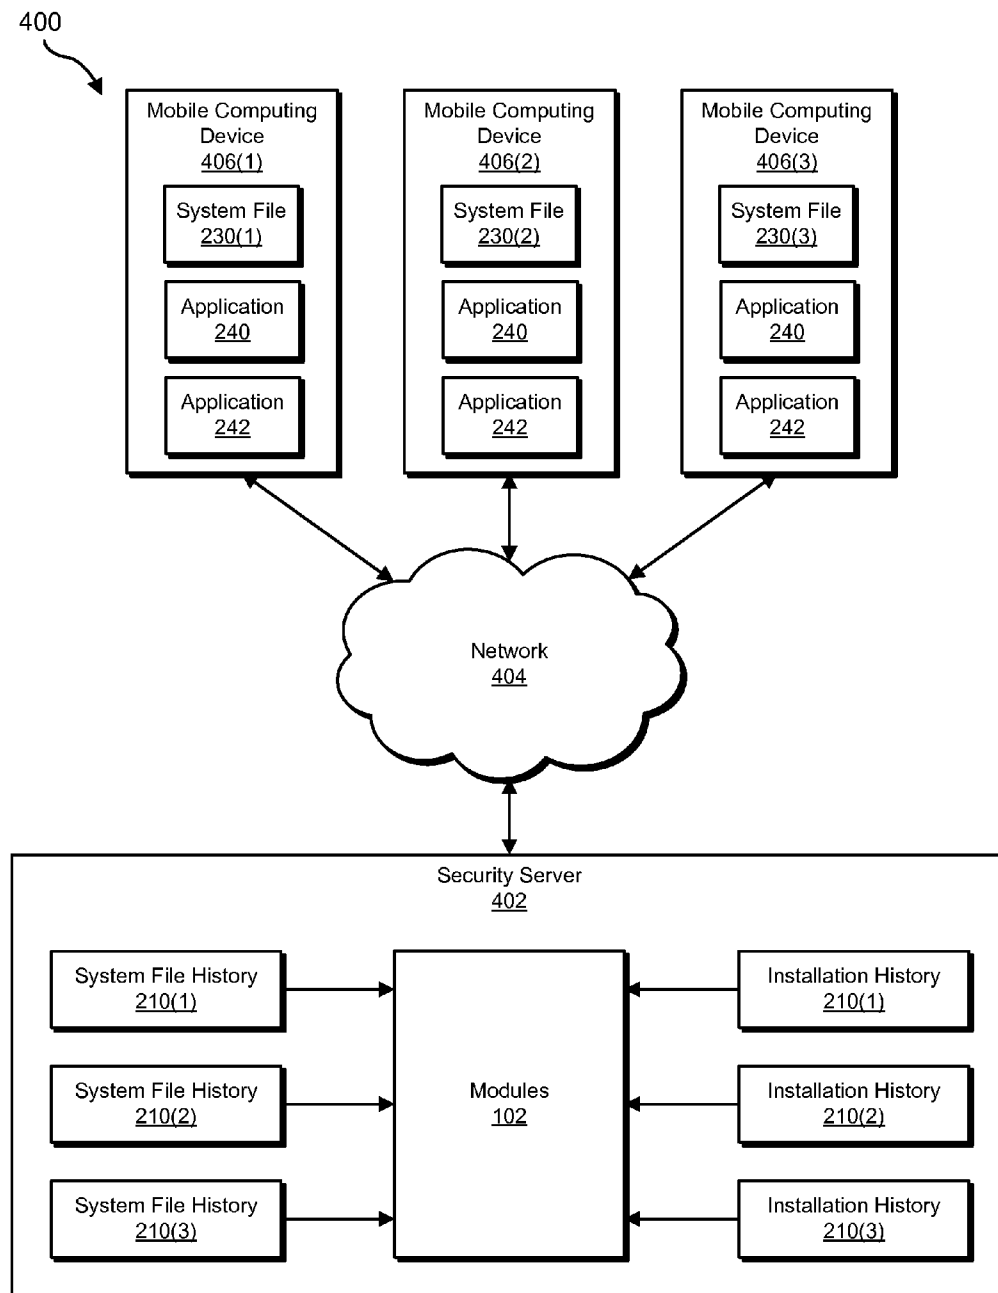 400
Mobile Computing
Device
406(1)
System File
230(1)
Application
240
Application
242
Mobile Computing
Device
406(2)
System File
230(2)
Application
240
Application
242
Mobile Computing
Device
406(3)
System File
230(3)
Application
240
Application
242
Network
404
Security Server
402
System File History
210(1)
System File History
210(2)
System File History
210(3)
Modules
102
Installation History
210(1)
Installation History
210(2)
Installation History
210(3)